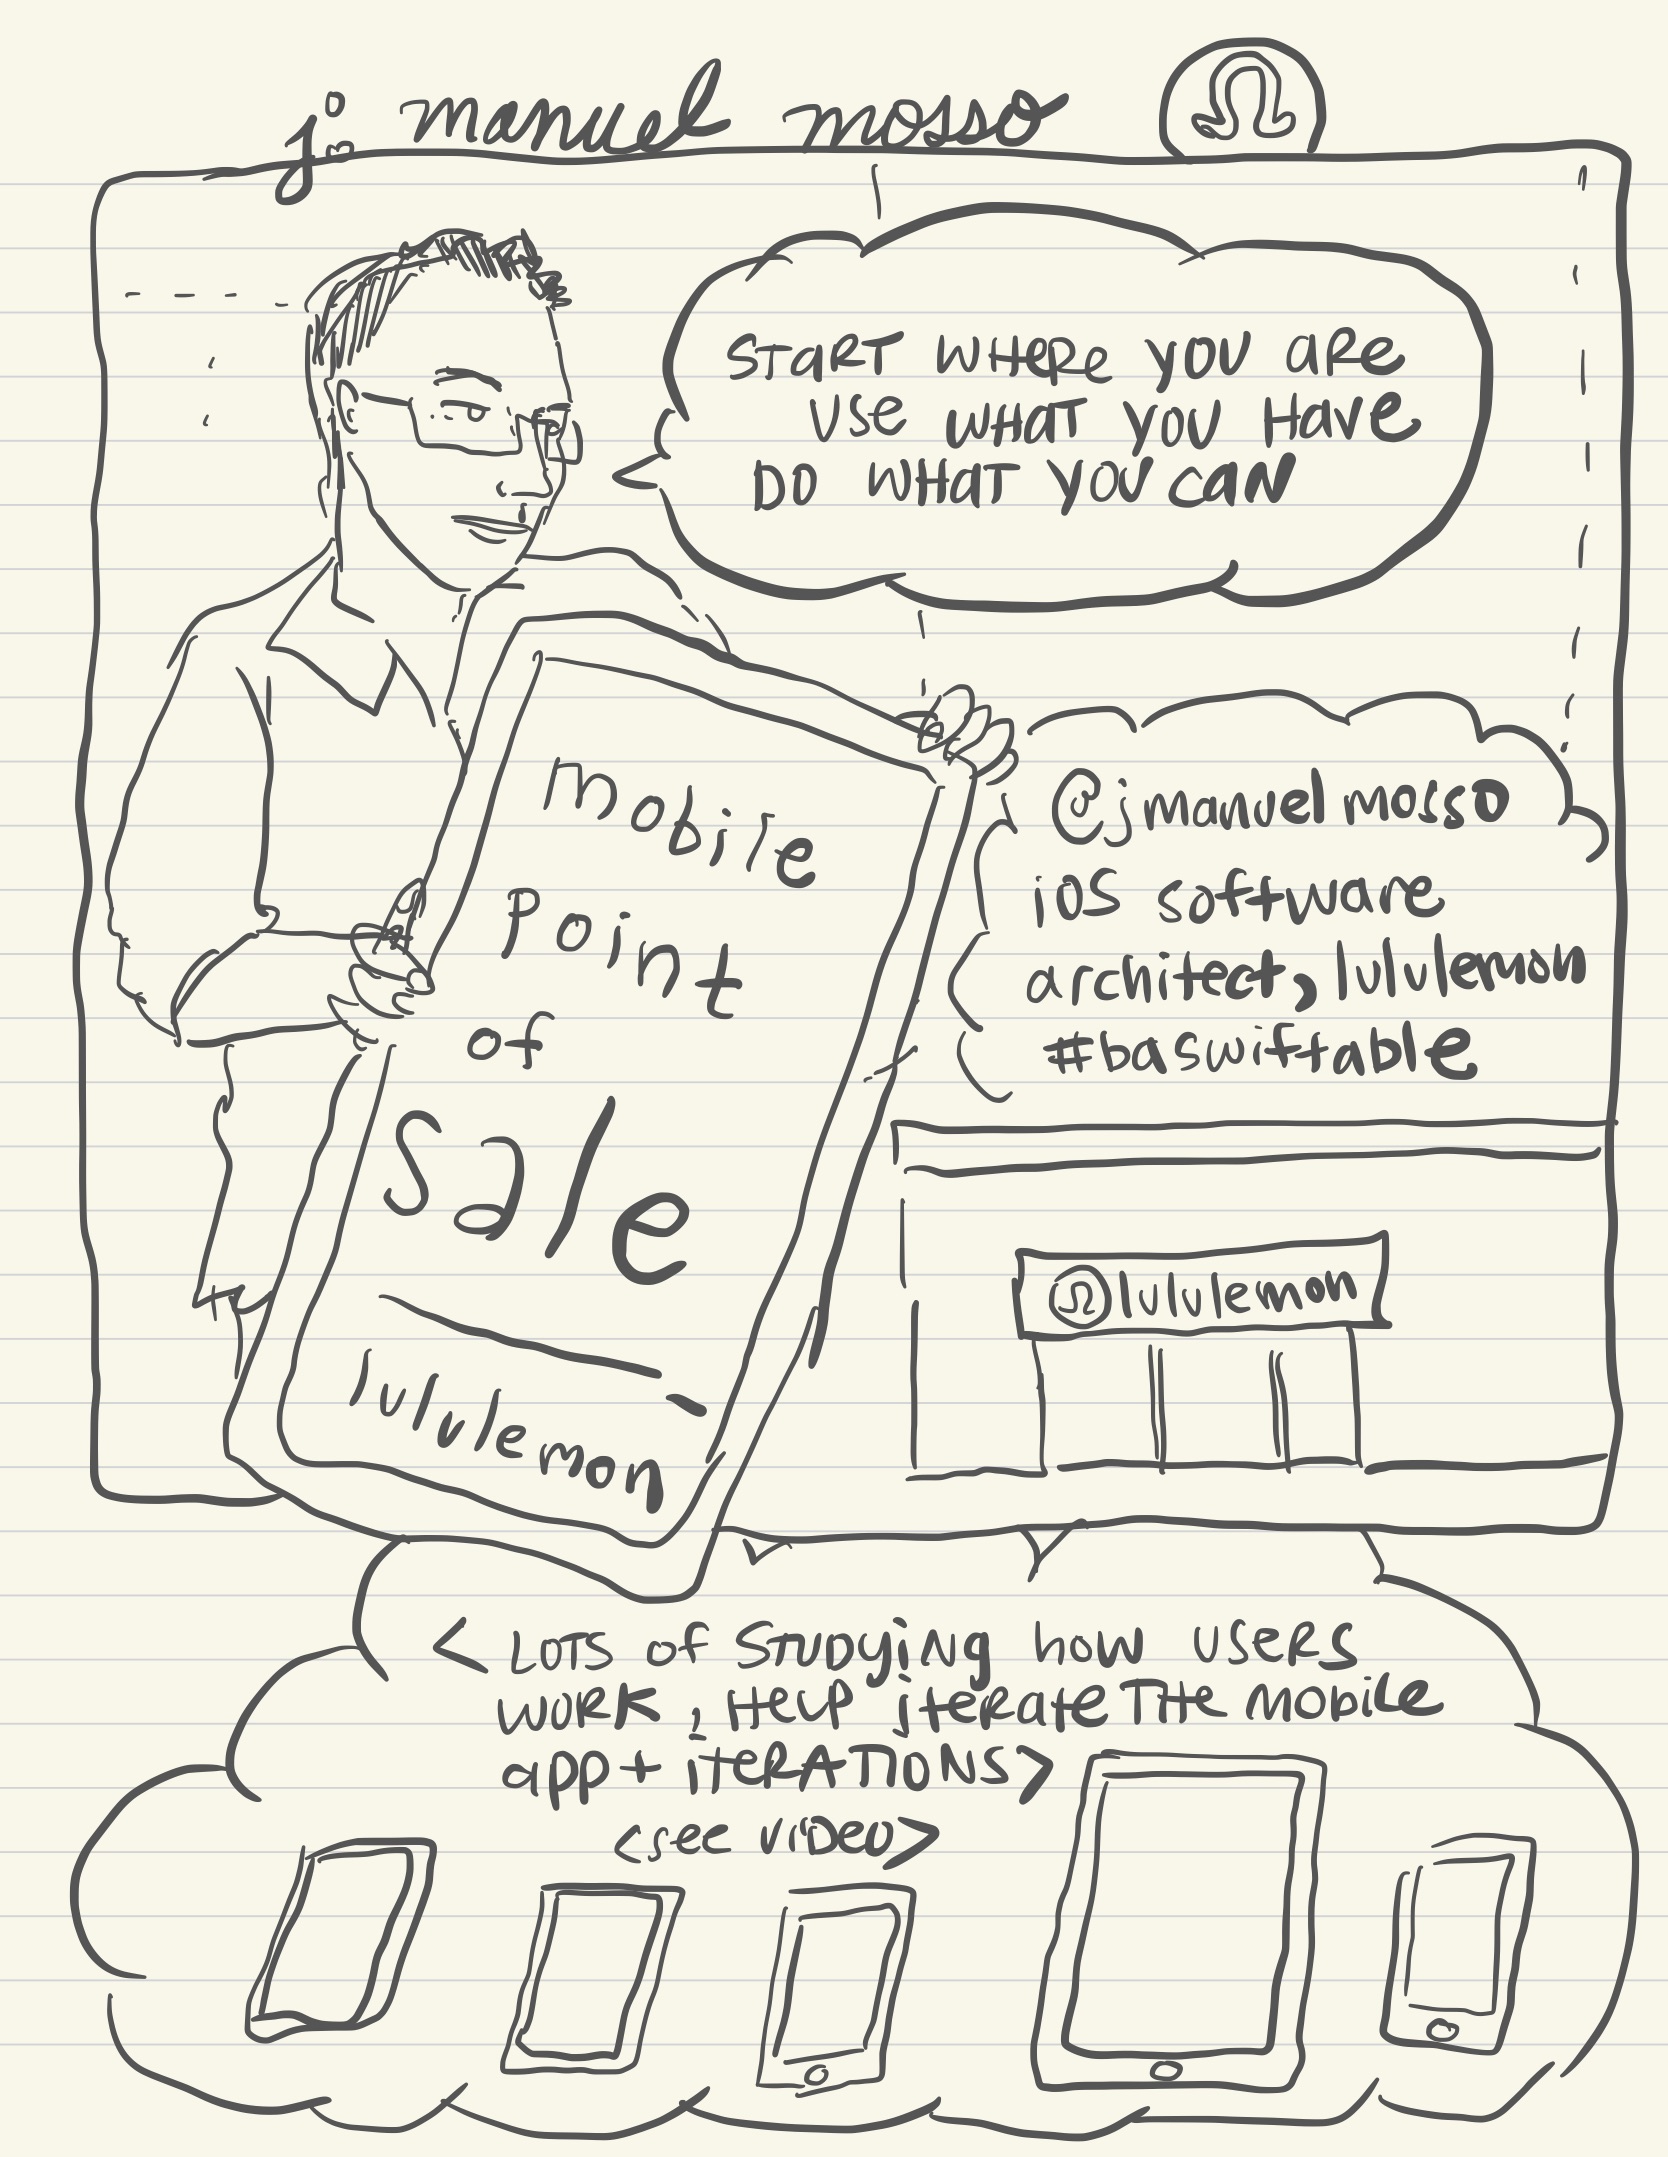 j. manuel mosso
START WHERE YOU ARE
USE WHAT YOU HAVE
DO WHAT YOU CAN
mobile
point
of
sale
lululemon
@jmanuelmosso
iOS software
architect, lululemon
#baswiftable
lululemon
< LOTS of STUDYING how USERS
WORK, HELP iterate THE mobile
app + iterATIONS>
<see VIDEO>